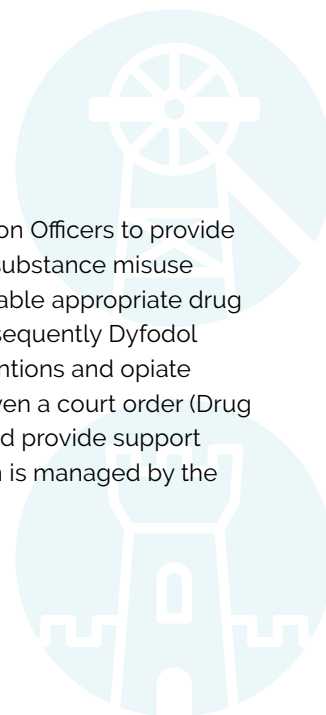 on Officers to provide
substance misuse
able appropriate drug
sequently Dyfodol
ntions and opiate
ven a court order (Drug
d provide support
n is managed by the